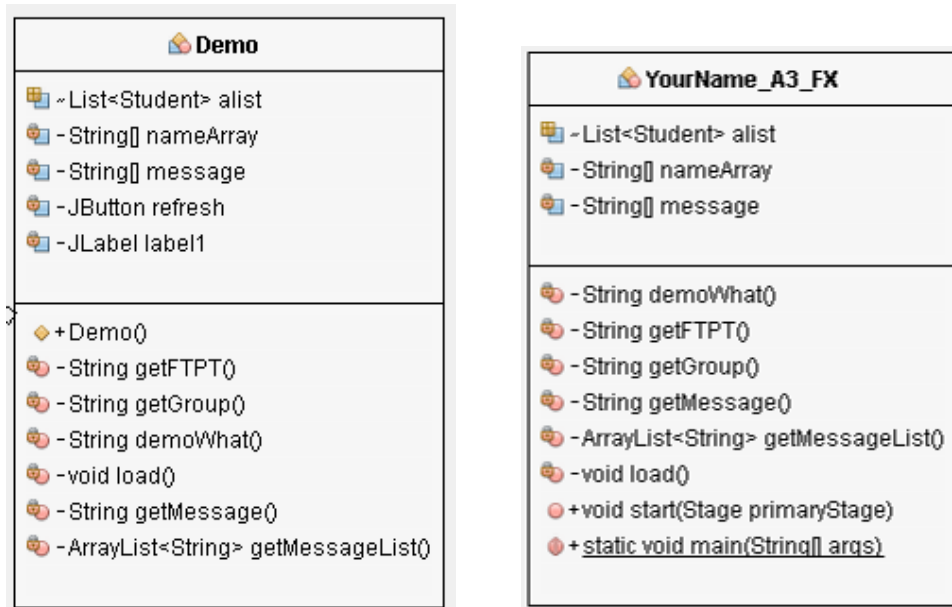 Demo
~List<Student> alist
-String[] nameArray
-String[] message
-JButton refresh
-JLabel label1
+Demo()
-String getFTPT()
-String getGroup()
-String demoWhat()
-void load()
-String getMessage()
-ArrayList<String> getMessageList()
YourName_A3_FX
~List<Student> alist
-String[] nameArray
-String[] message
-String demoWhat()
-String getFTPT()
-String getGroup()
-String getMessage()
-ArrayList<String> getMessageList()
-void load()
+void start(Stage primaryStage)
+static void main(String[] args)